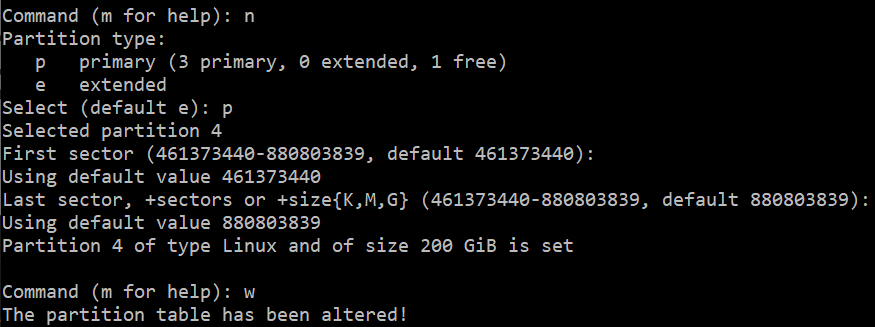 Command (m for help): n
Partition type:
   p   primary (3 primary, 0 extended, 1 free)
   e   extended
Select (default e): p
Selected partition 4
First sector (461373440-880803839, default 461373440):
Using default value 461373440
Last sector, +sectors or +size{K,M,G} (461373440-880803839, default 880803839):
Using default value 880803839
Partition 4 of type Linux and of size 200 GiB is set

Command (m for help): w
The partition table has been altered!